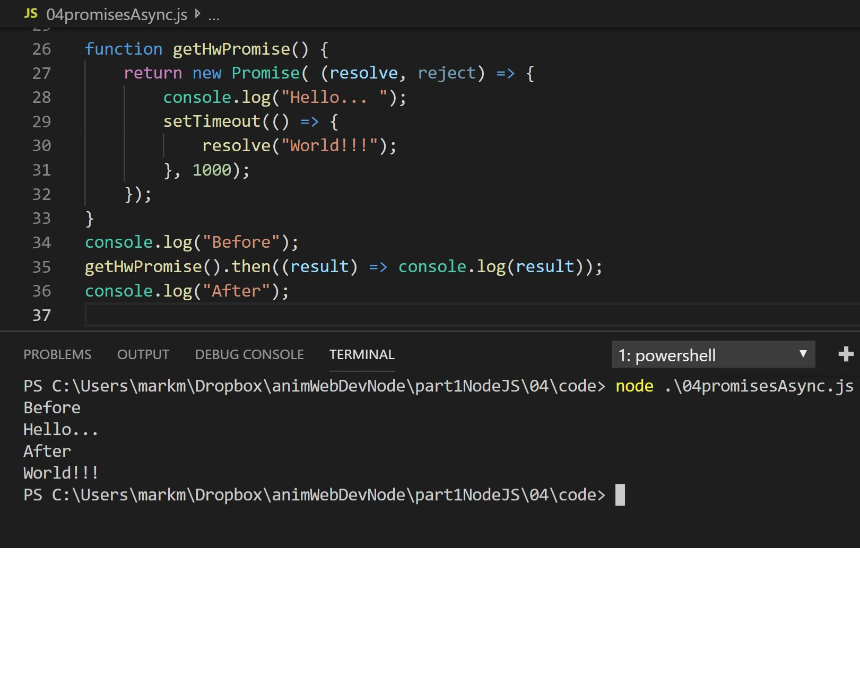 JS 04promisesAsync.js ...
25
26 function getHwPromise() {
27     return new Promise( (resolve, reject) => {
28         console.log("Hello... ");
29         setTimeout(() => {
30             resolve("World!!!");
31         }, 1000);
32     });
33 }
34 console.log("Before");
35 getHwPromise().then((result) => console.log(result));
36 console.log("After");
37
PROBLEMS OUTPUT DEBUG CONSOLE TERMINAL 1: powershell
PS C:\Users\markm\Dropbox\animWebDevNode\part1NodeJS\04\code> node .\04promisesAsync.js
Before
Hello...
After
World!!!
PS C:\Users\markm\Dropbox\animWebDevNode\part1NodeJS\04\code>